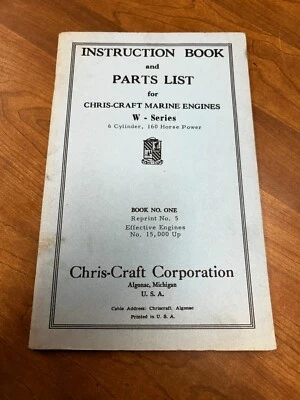 INSTRUCTION BOOK
and
PARTS LIST
for
CHRIS-CRAFT MARINE ENGINES
W - Series
6 Cylinder, 160 Horse Power
BOOK NO. ONE
Reprint No. 5
Effective Engines
No. 15,000 Up
Chris-Craft Corporation
Algonac, Michigan
U. S. A.
Cable Address: Chriscraft, Algonac
Printed in U. S. A.